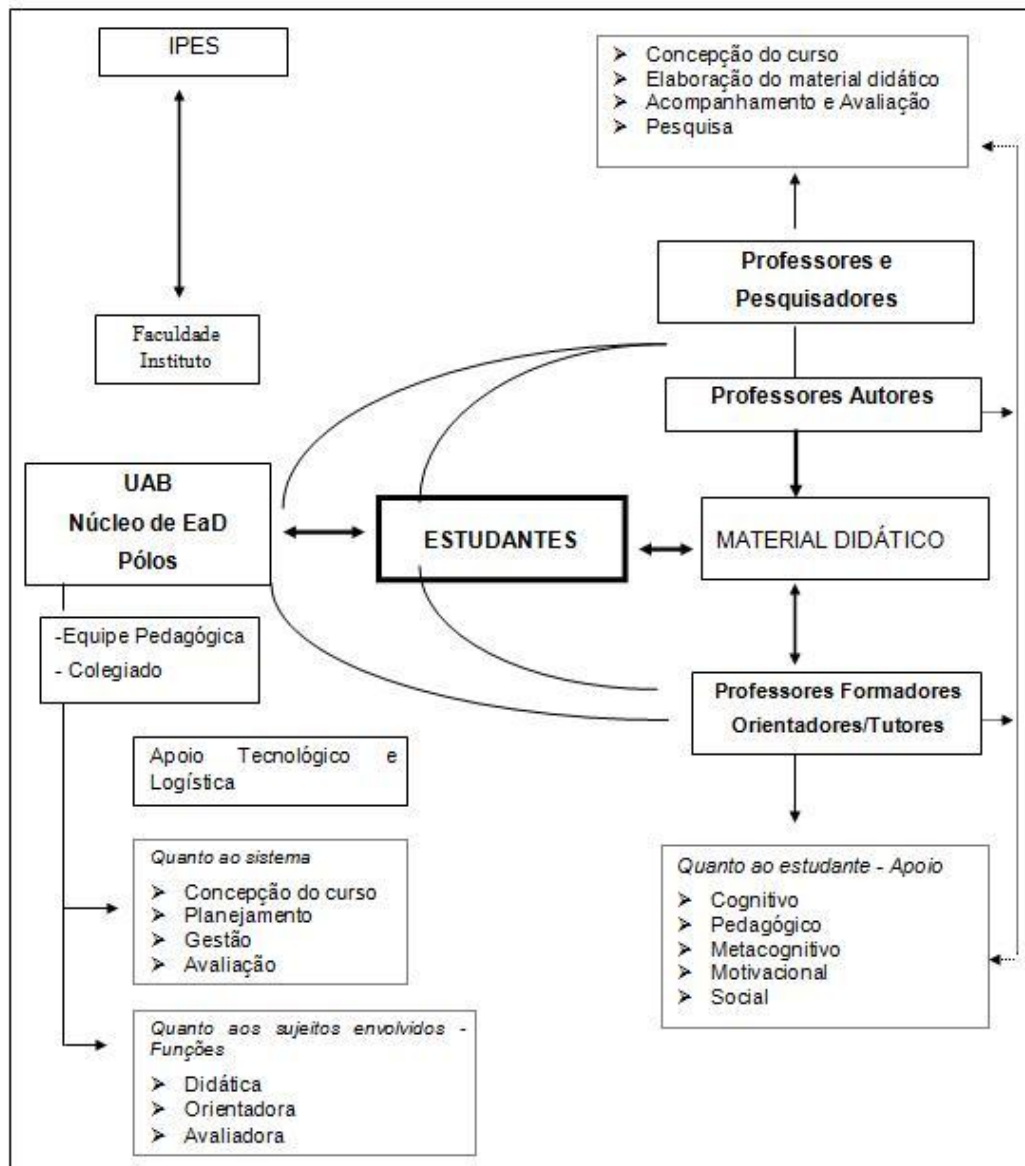 IPES
➤ Concepção do curso
➤ Elaboração do material didático
➤ Acompanhamento e Avaliação
➤ Pesquisa
Professores e
Pesquisadores
Faculdade
Instituto
Professores Autores
UAB
Núcleo de EaD
Pólos
ESTUDANTES
MATERIAL DIDÁTICO
-Equipe Pedagógica
- Colegiado
Professores Formadores
Orientadores/Tutores
Apoio Tecnológico e
Logística
Quanto ao sistema
➤ Concepção do curso
➤ Planejamento
➤ Gestão
➤ Avaliação
Quanto ao estudante - Apoio
➤ Cognitivo
➤ Pedagógico
➤ Metacognitivo
➤ Motivacional
➤ Social
Quanto aos sujeitos envolvidos -
Funções
➤ Didática
➤ Orientadora
➤ Avaliadora